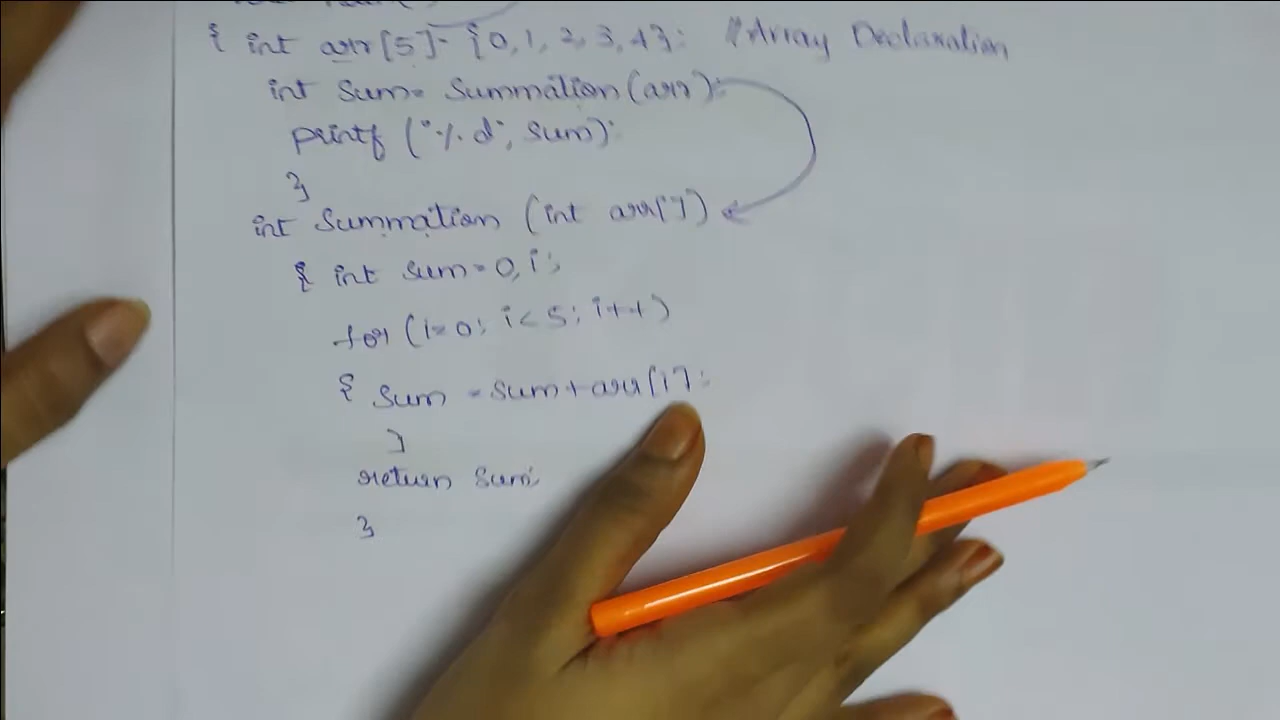 { int arr[5]= {0,1,2,3,4}; //Array Declaration
int Sum= Summation(arr);
printf ("%d", sum);
}
int Summation (int arr[])
{ int sum=0,i;
for (i=0; i<5; i++)
{ Sum =sum+arr[i];
}
return sum;
}